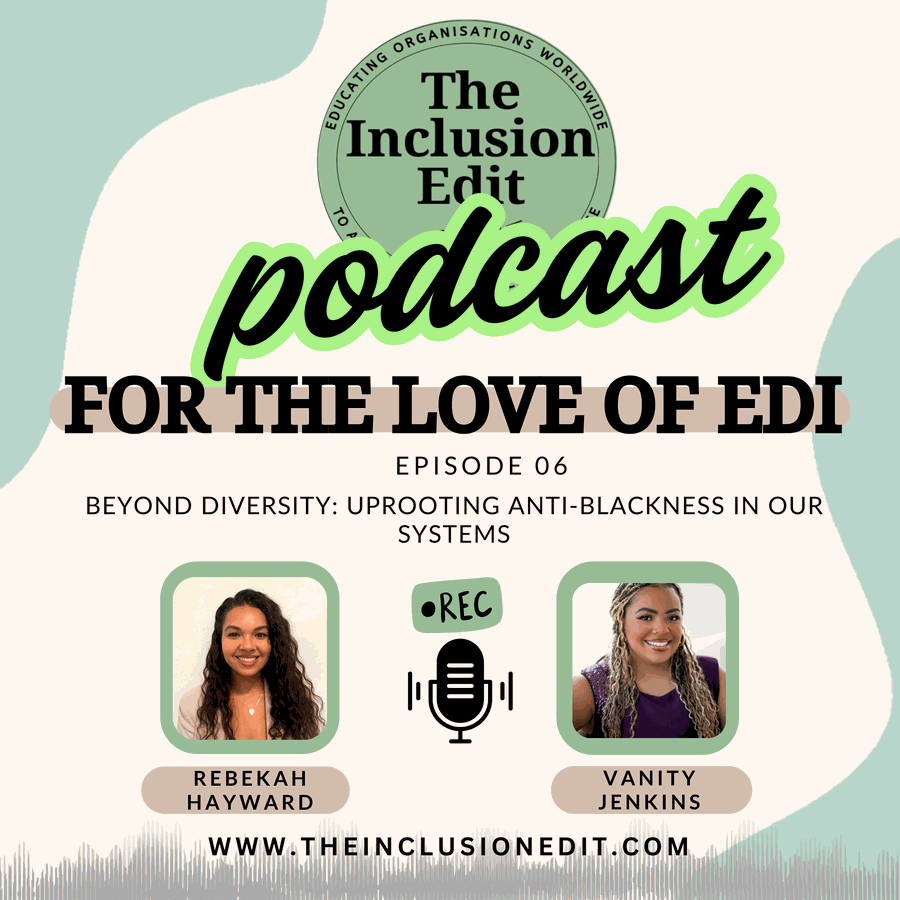 EDUCATING ORGANISATIONS WORLDWIDE
The
Inclusion
Edit
TO
podcast
FOR THE LOVE OF EDI
EPISODE 06
BEYOND DIVERSITY: UPROOTING ANTI-BLACKNESS IN OUR
SYSTEMS
•REC
REBEKAH
HAYWARD
VANITY
JENKINS
WWW.THEINCLUSIONEDIT.COM